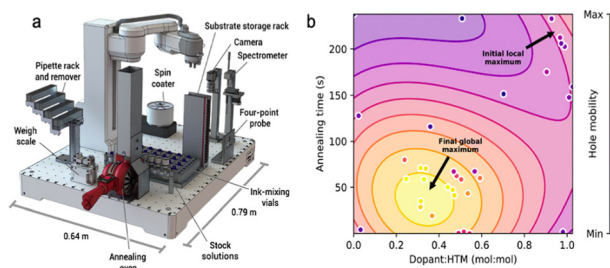 a
Substrate storage rack
Camera
Spectrometer
Pipette rack
and remover
Spin
coater
Four-point
probe
Weigh
scale
Ink-mixing
vials
0.79 m
0.64 m
Stock
solutions
Annealing
b
Max
Initial local
maximum
Final global
maximum
Hole mobility
Annealing time (s)
200
150
100
50
Min
0.0
0.2
0.4
0.6
0.8
1.0
Dopant:HTM (mol:mol)